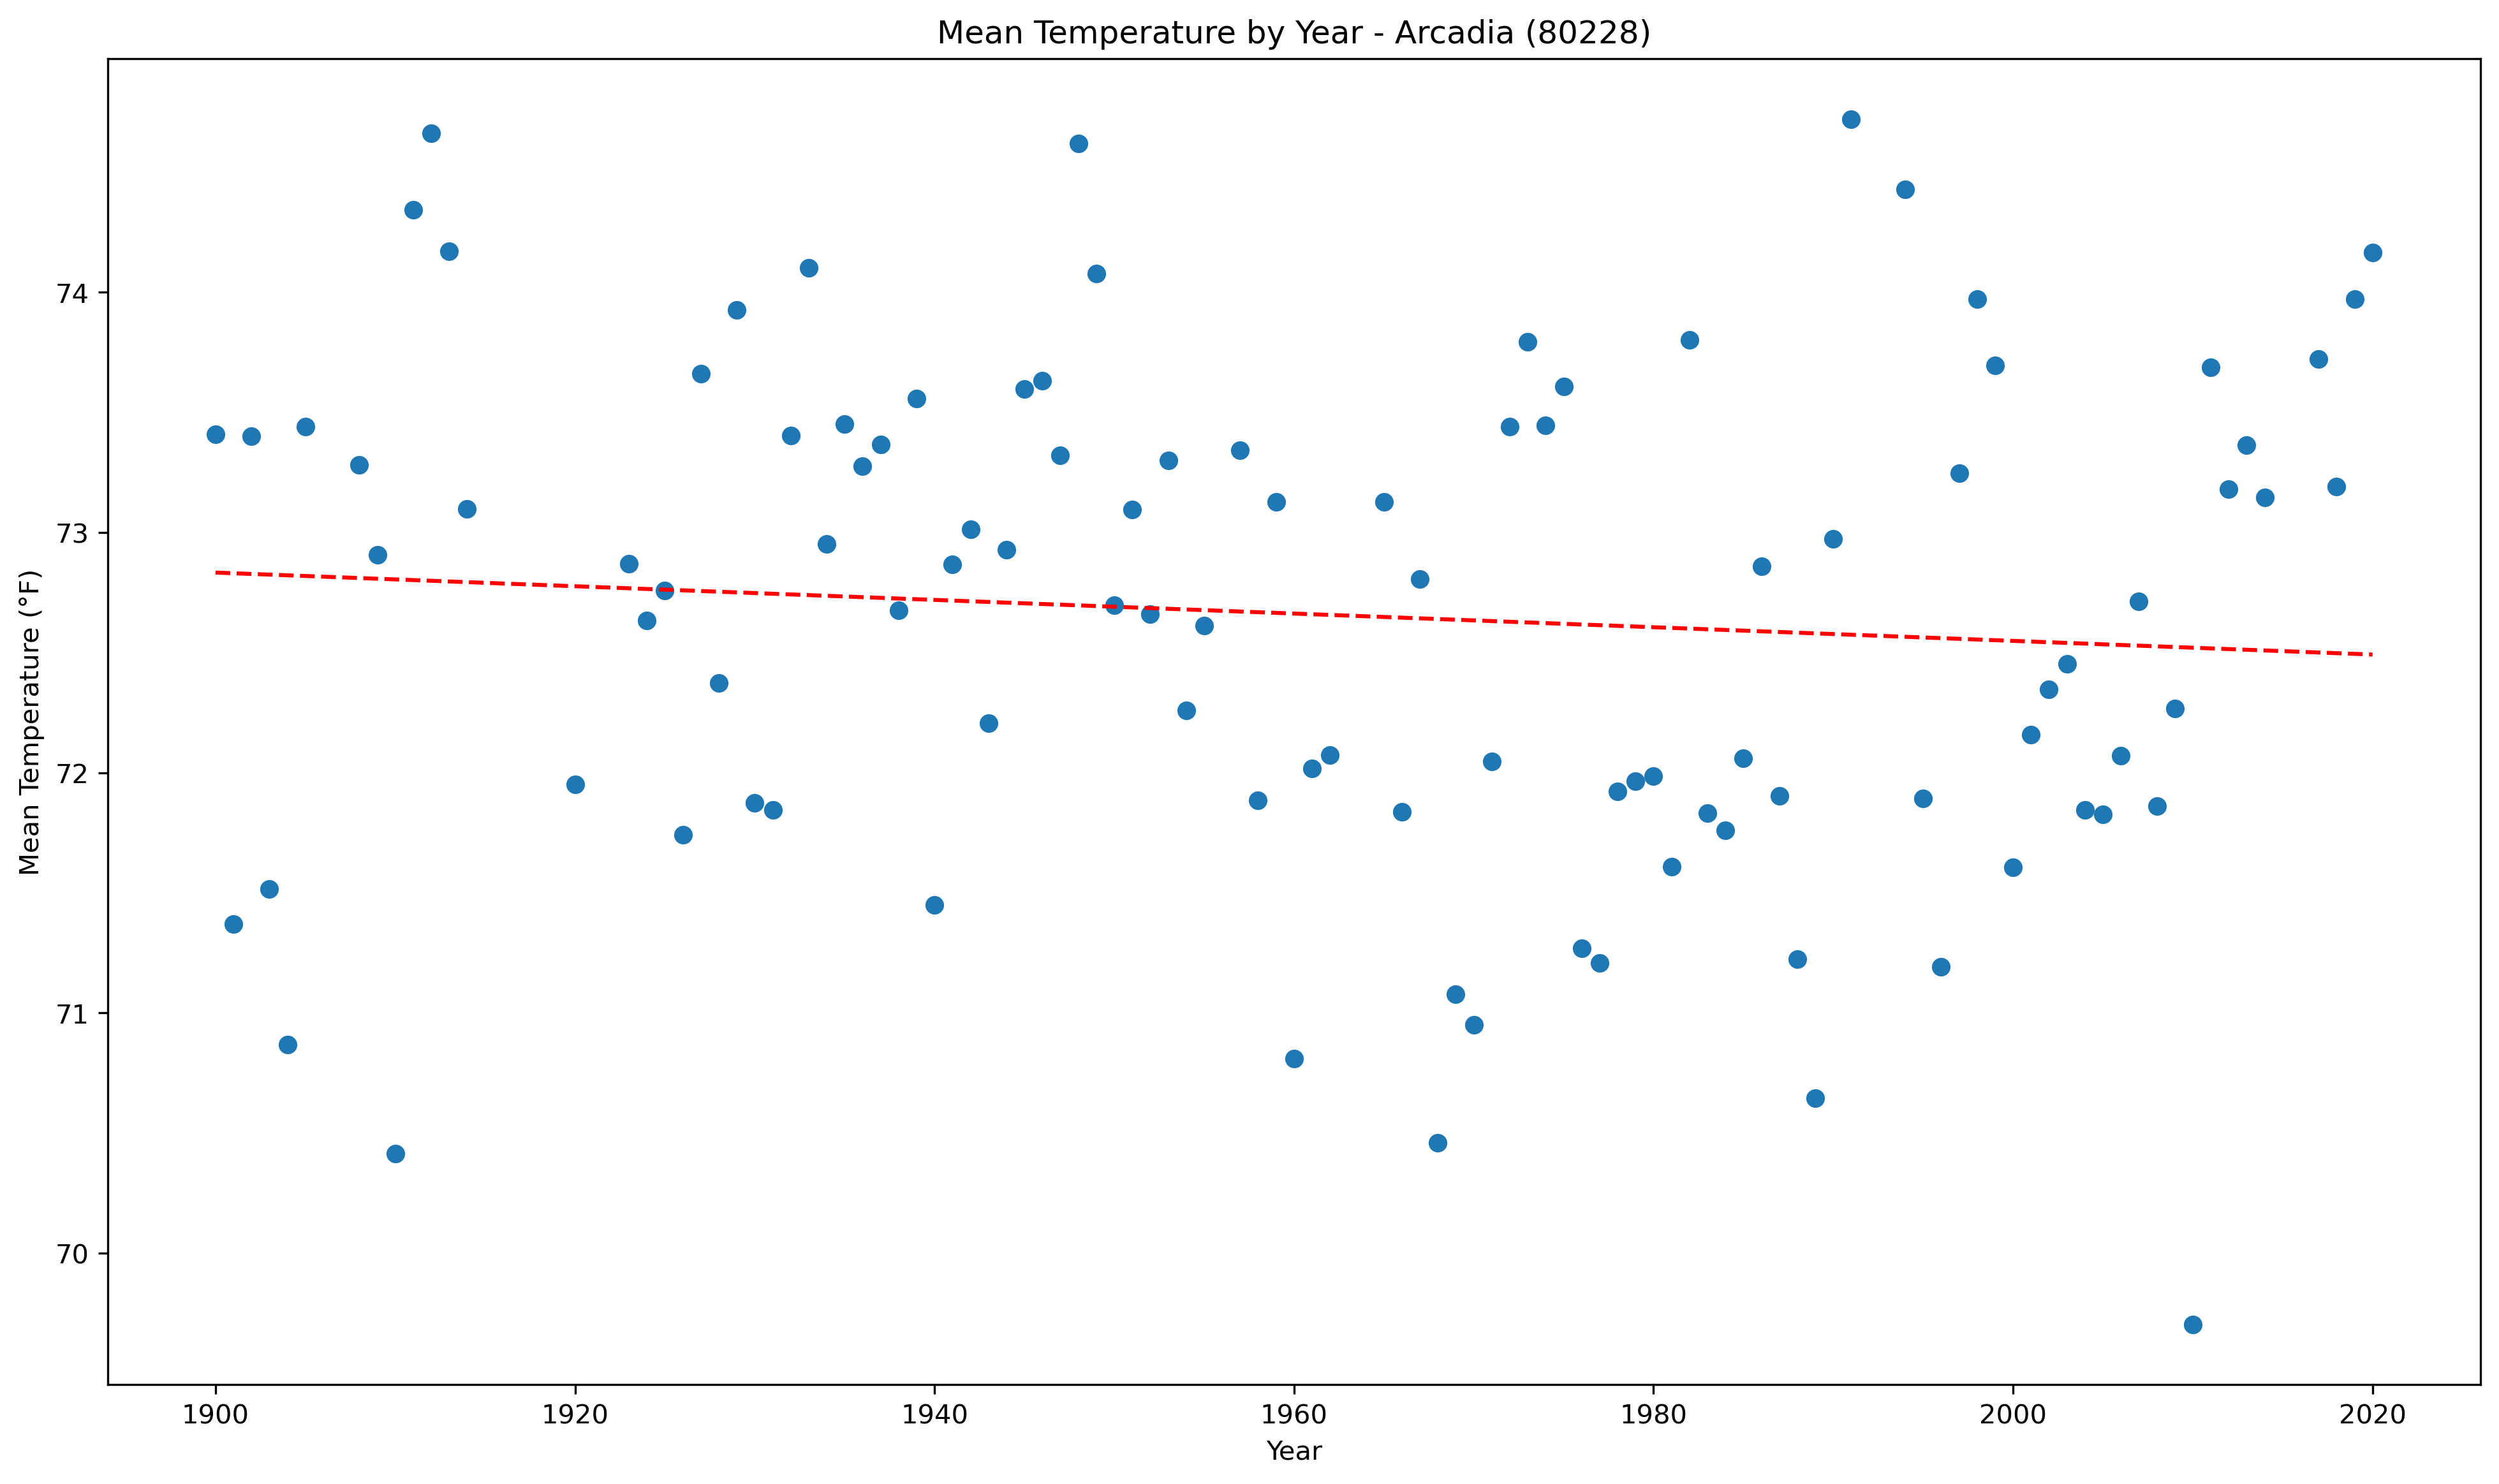 Mean Temperature by Year - Arcadia (80228)
Mean Temperature (°F)
74
73
72
71
70
1900 1920 1940 1960 1980 2000 2020
Year